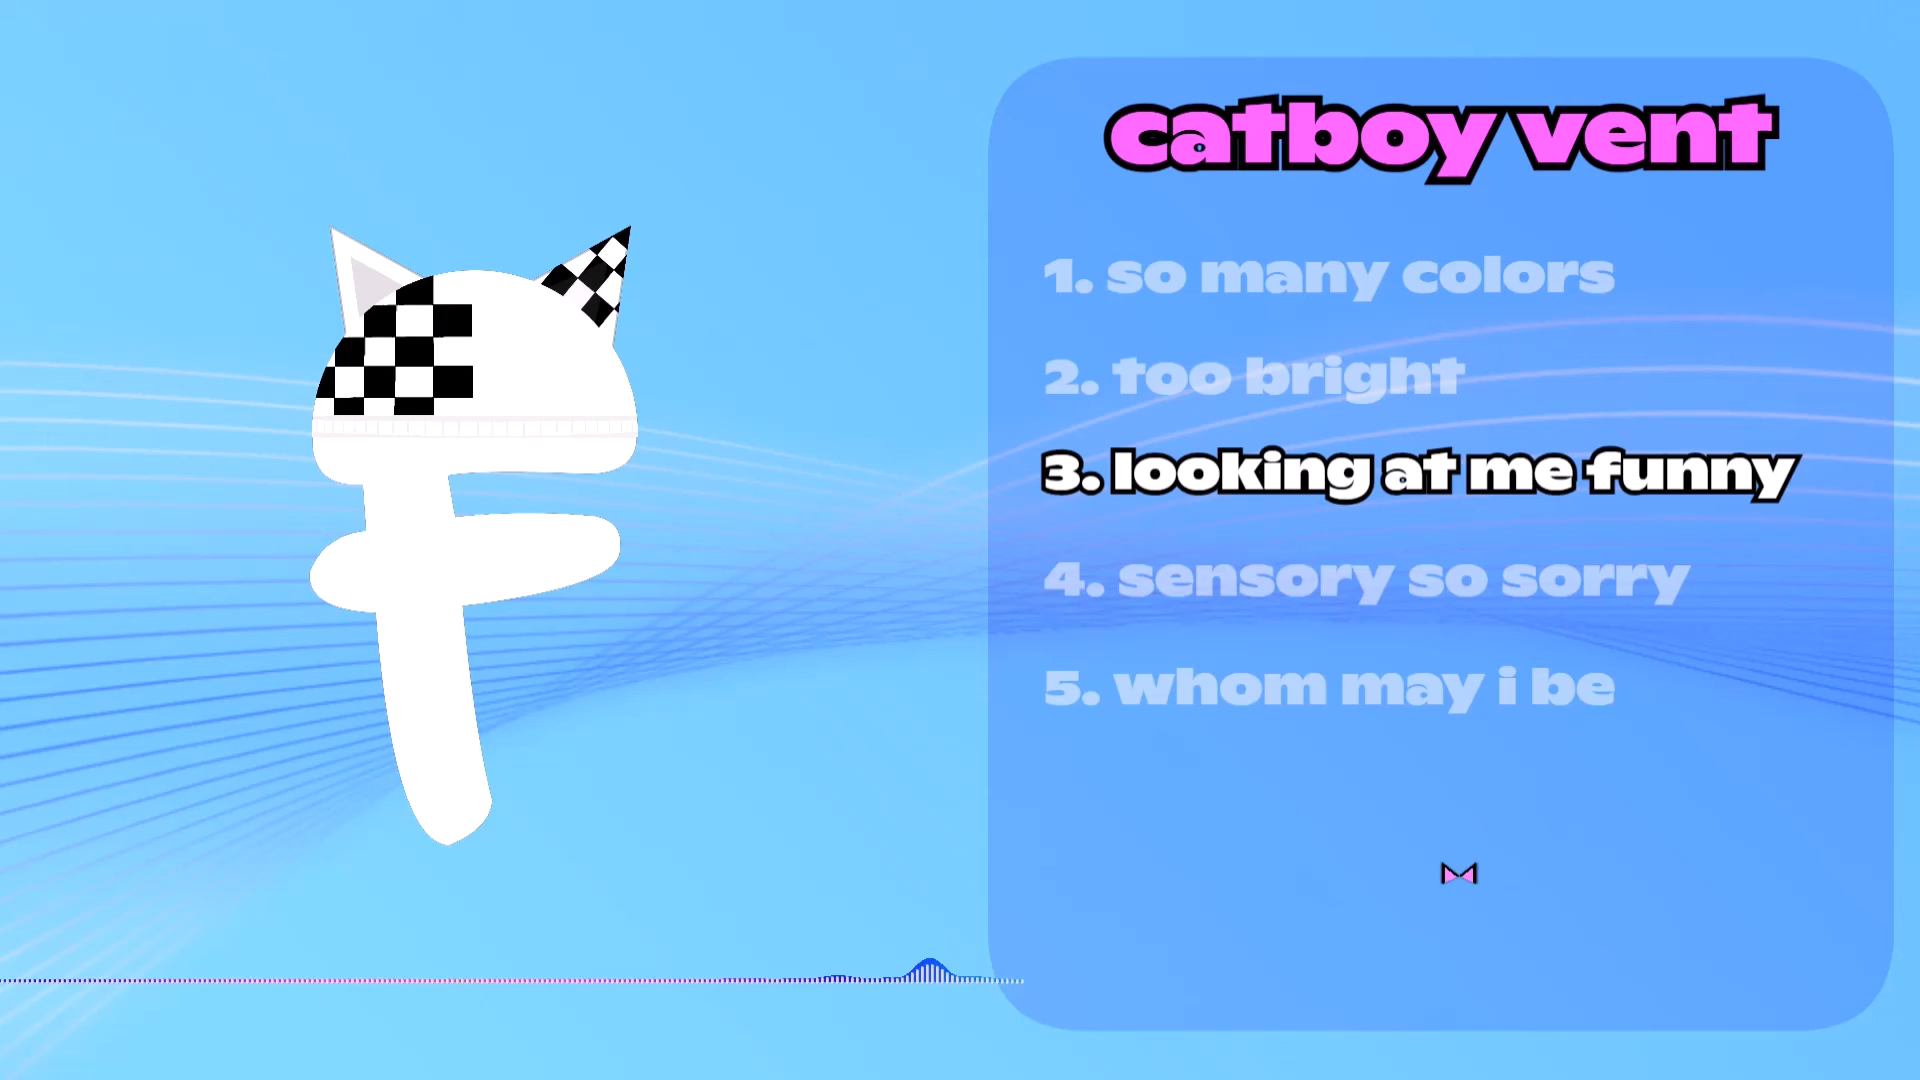 catboy vent
1. so many colors
2. too bright
3. looking at me funny
4. sensory so sorry
5. whom may i be